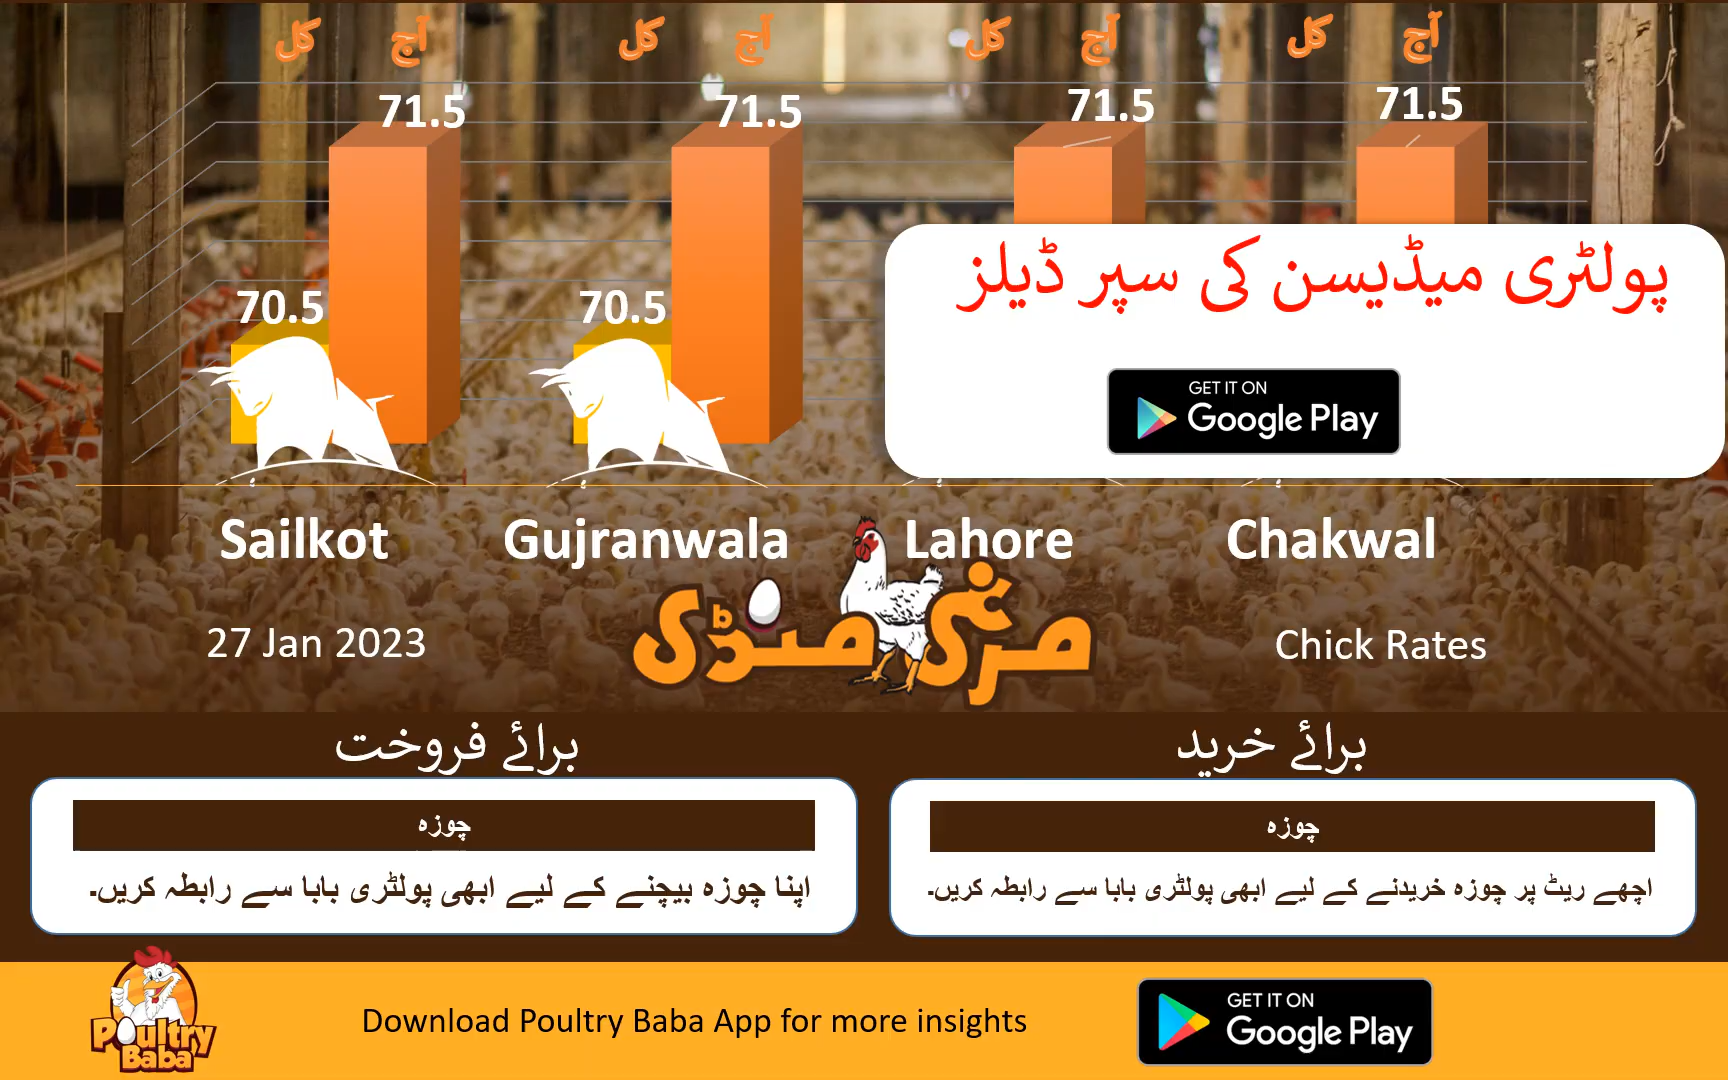 کل آج کل آج کل آج کل آج
71.5 71.5 71.5 71.5
پولٹری میڈیسن کی سپر ڈیلز
70.5 70.5
GET IT ON
Google Play
Sailkot Gujranwala Lahore Chakwal
مرغی منڈی
27 Jan 2023
Chick Rates
برائے فروخت
برائے خرید
چوزہ
چوزہ
اپنا چوزہ بیچنے کے لیے ابھی پولٹری بابا سے رابطہ کریں۔
اچھے ریٹ پر چوزہ خریدنے کے لیے ابھی پولٹری بابا سے رابطہ کریں۔
Poultry
Baba
Download Poultry Baba App for more insights
GET IT ON
Google Play